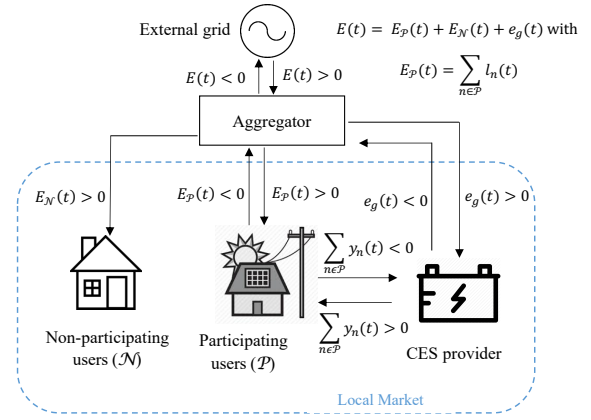 External grid
E(t) = E_𝒫(t) + E_𝒩(t) + e_g(t) with
E_𝒫(t) = ∑_{n∈𝒫} l_n(t)
E(t) < 0
E(t) > 0
Aggregator
E_𝒩(t) > 0
E_𝒫(t) < 0
E_𝒫(t) > 0
e_g(t) < 0
e_g(t) > 0
∑_{n∈𝒫} y_n(t) < 0
∑_{n∈𝒫} y_n(t) > 0
Non-participating
users (𝒩)
Participating
users (𝒫)
CES provider
Local Market